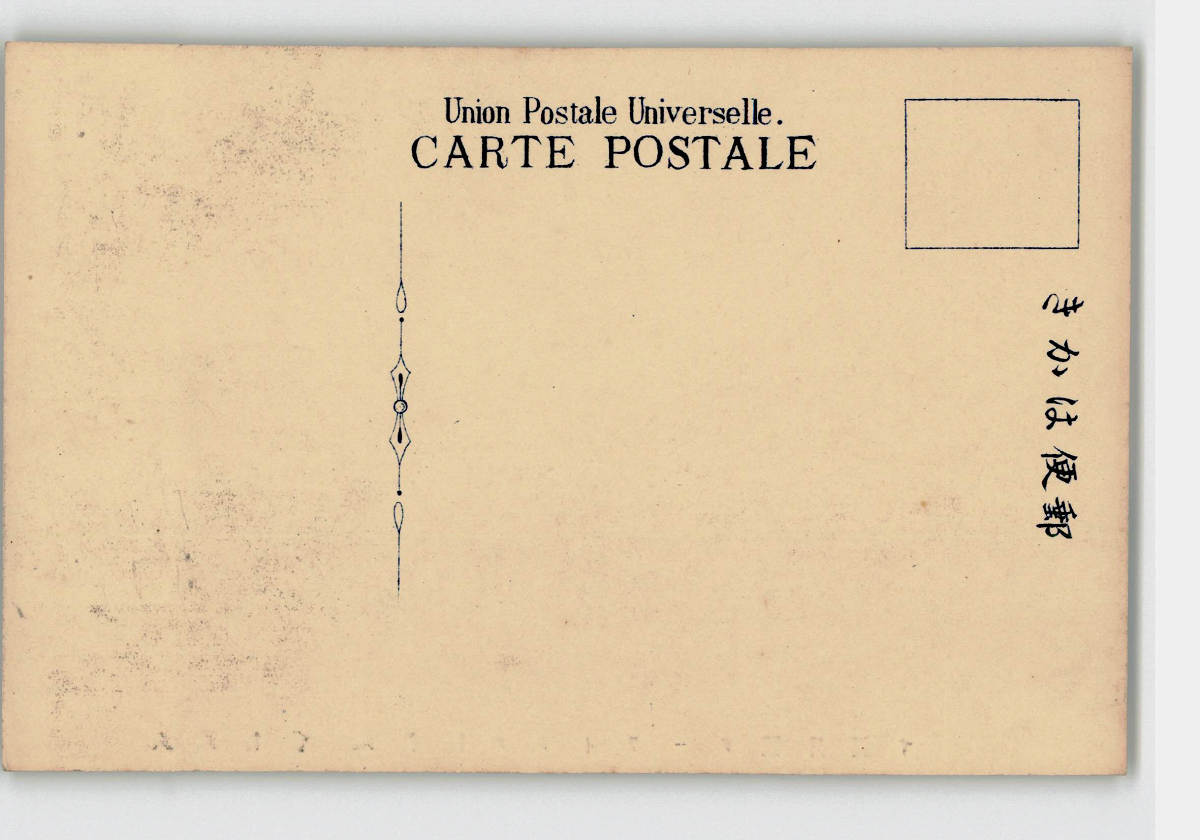 Union Postale Universelle.
CARTE POSTALE
きかは便郵